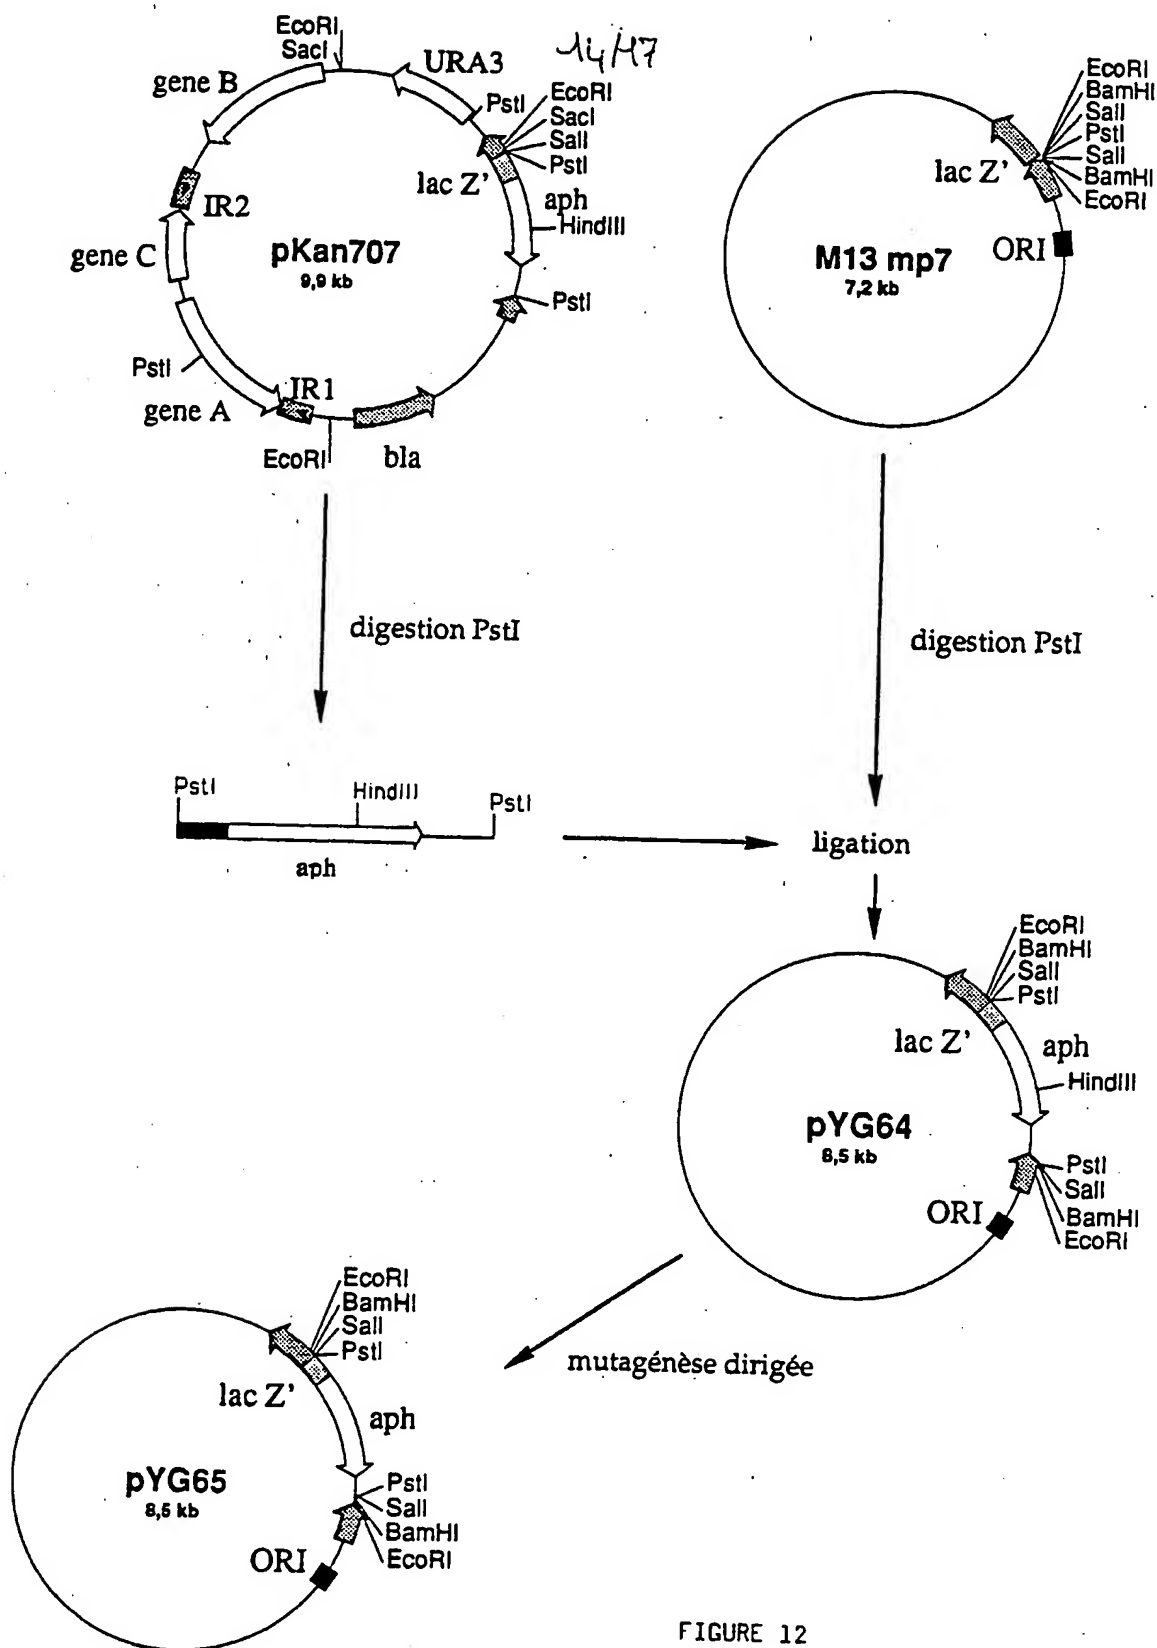 14/17
EcoRI
SacI
URA3
gene B
PstI
EcoRI
SacI
SalI
PstI
lac Z'
aph
HindIII
IR2
gene C
pKan707
9,9 kb
PstI
PstI
IR1
gene A
EcoRI
bla
EcoRI
BamHI
SalI
PstI
SalI
BamHI
EcoRI
lac Z'
ORI
M13 mp7
7,2 kb
digestion PstI
digestion PstI
PstI
HindIII
PstI
aph
ligation
EcoRI
BamHI
SalI
PstI
lac Z'
aph
HindIII
pYG64
8,5 kb
PstI
SalI
BamHI
EcoRI
ORI
mutagénèse dirigée
EcoRI
BamHI
SalI
PstI
lac Z'
aph
pYG65
8,5 kb
PstI
SalI
BamHI
EcoRI
ORI
FIGURE 12